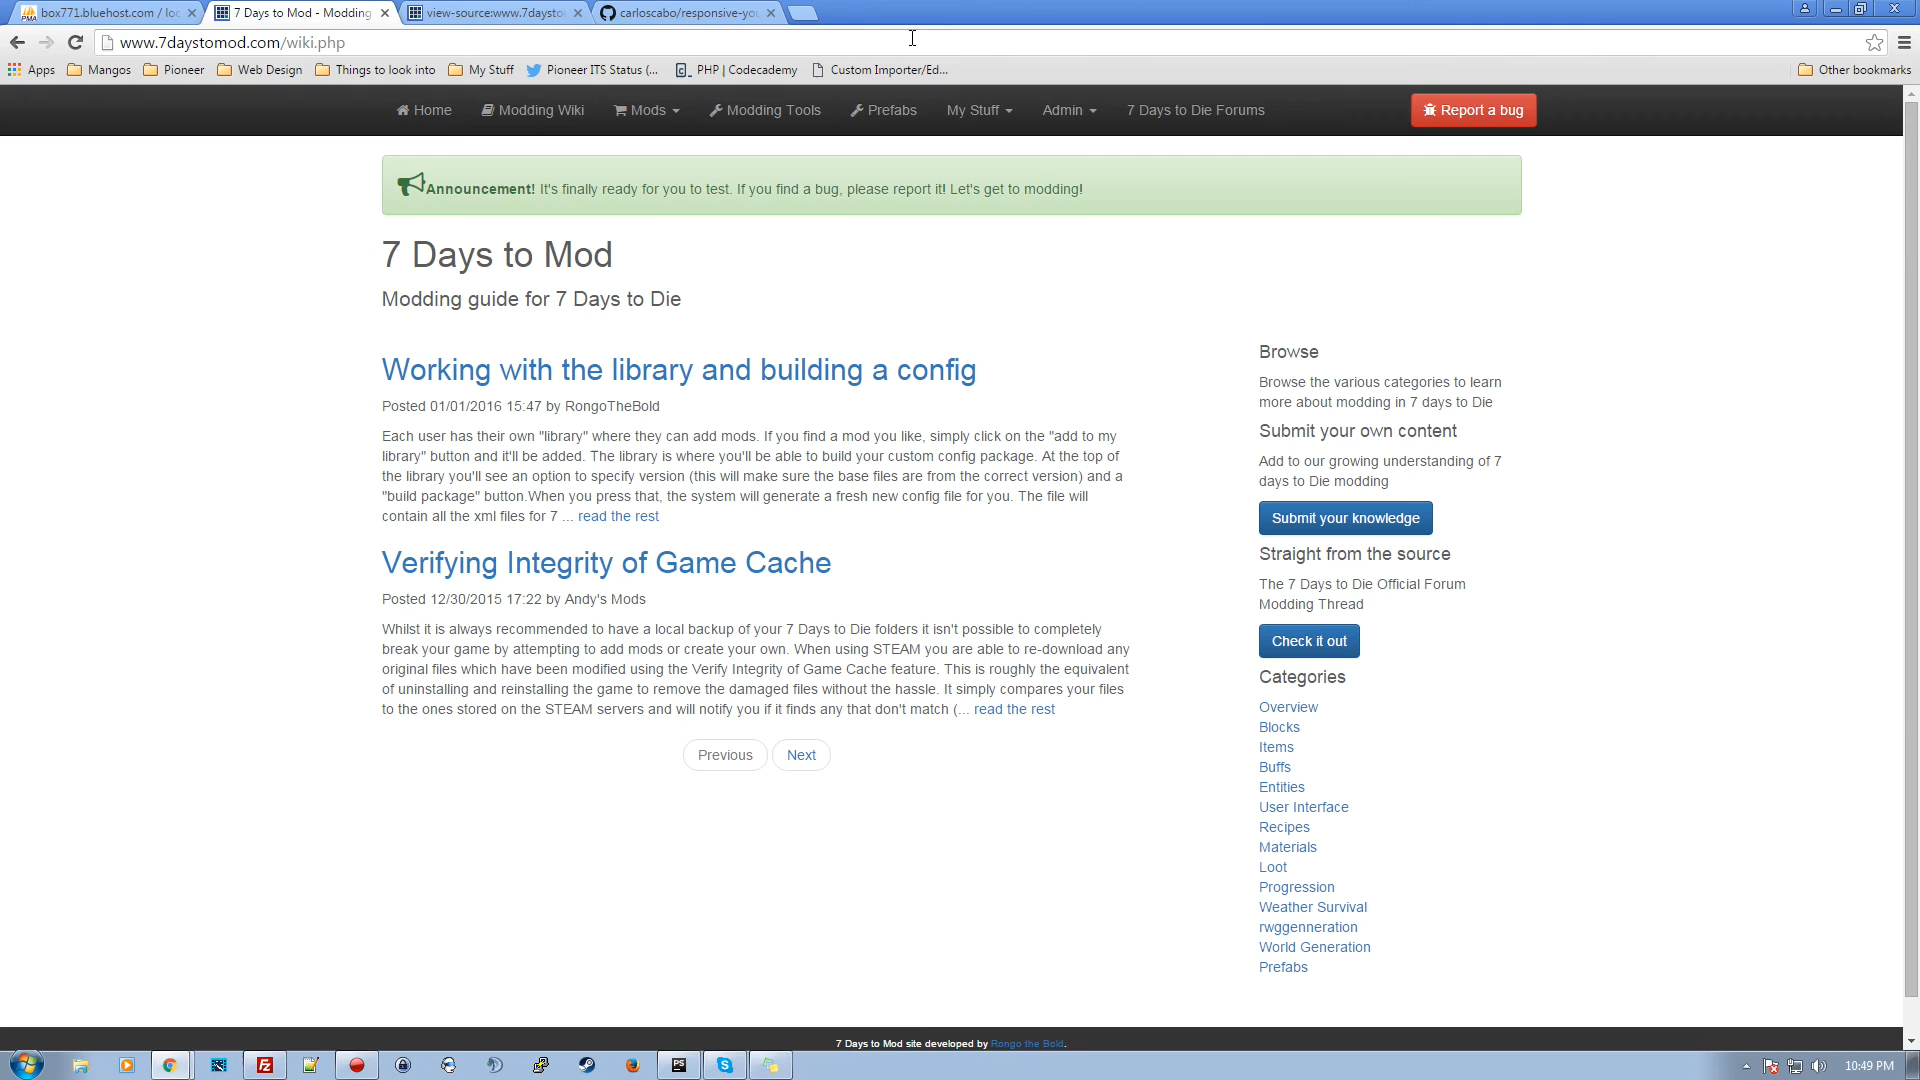 box771.bluehost.com / loc
7 Days to Mod - Modding
view-source:www.7daysto
carloscabo/responsive-yo
www.7daystomod.com/wiki.php
Apps Mangos Pioneer Web Design Things to look into My Stuff Pioneer ITS Status (... PHP | Codecademy Custom Importer/Ed... Other bookmarks
Home Modding Wiki Mods Modding Tools Prefabs My Stuff Admin 7 Days to Die Forums Report a bug
Announcement! It's finally ready for you to test. If you find a bug, please report it! Let's get to modding!
7 Days to Mod
Modding guide for 7 Days to Die
Working with the library and building a config
Posted 01/01/2016 15:47 by RongoTheBold
Each user has their own "library" where they can add mods. If you find a mod you like, simply click on the "add to my
library" button and it'll be added. The library is where you'll be able to build your custom config package. At the top of
the library you'll see an option to specify version (this will make sure the base files are from the correct version) and a
"build package" button.When you press that, the system will generate a fresh new config file for you. The file will
contain all the xml files for 7 ... read the rest
Verifying Integrity of Game Cache
Posted 12/30/2015 17:22 by Andy's Mods
Whilst it is always recommended to have a local backup of your 7 Days to Die folders it isn't possible to completely
break your game by attempting to add mods or create your own. When using STEAM you are able to re-download any
original files which have been modified using the Verify Integrity of Game Cache feature. This is roughly the equivalent
of uninstalling and reinstalling the game to remove the damaged files without the hassle. It simply compares your files
to the ones stored on the STEAM servers and will notify you if it finds any that don't match (... read the rest
Previous Next
Browse
Browse the various categories to learn
more about modding in 7 days to Die
Submit your own content
Add to our growing understanding of 7
days to Die modding
Submit your knowledge
Straight from the source
The 7 Days to Die Official Forum
Modding Thread
Check it out
Categories
Overview
Blocks
Items
Buffs
Entities
User Interface
Recipes
Materials
Loot
Progression
Weather Survival
rwggenneration
World Generation
Prefabs
7 Days to Mod site developed by Rongo the Bold.
10:49 PM